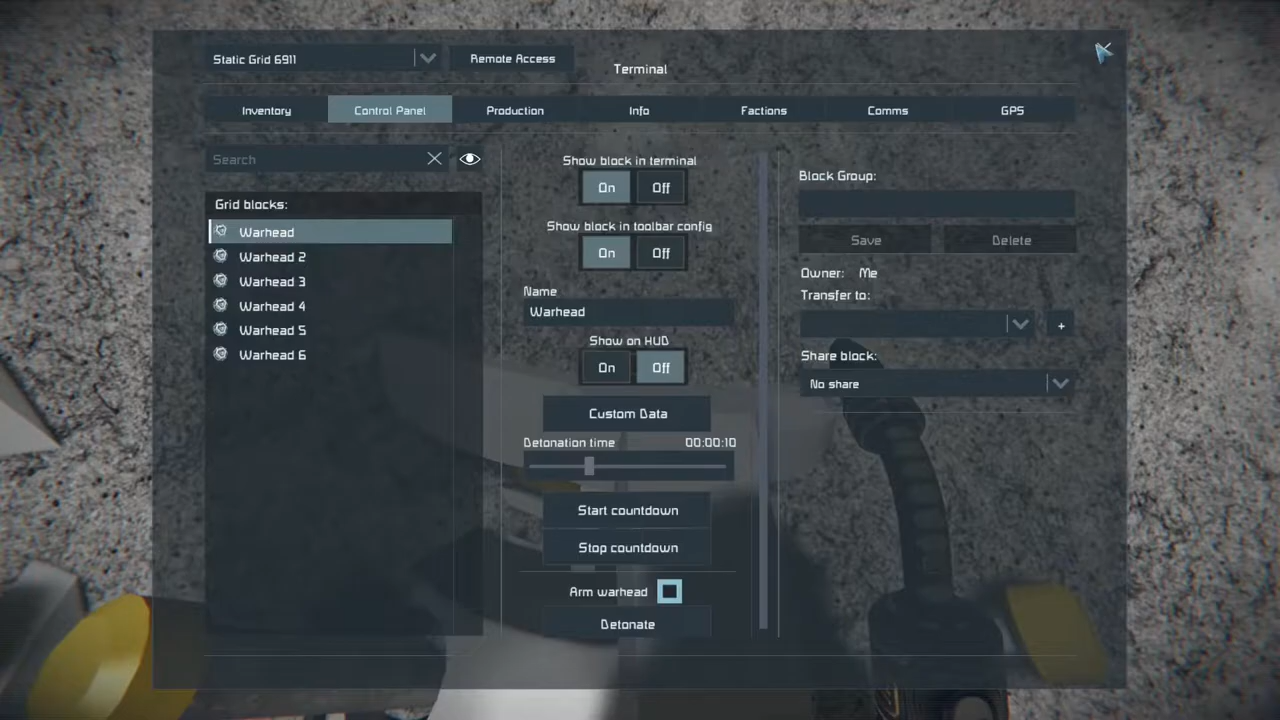 Static Grid 6911
Remote Access
Terminal
Inventory
Control Panel
Production
Info
Factions
Comms
GPS
Search
Grid blocks:
Warhead
Warhead 2
Warhead 3
Warhead 4
Warhead 5
Warhead 6
Show block in terminal
On Off
Show block in toolbar config
On Off
Name
Warhead
Show on HUD
On Off
Custom Data
Detonation time 00:00:10
Start countdown
Stop countdown
Arm warhead
Detonate
Block Group:
Save Delete
Owner: Me
Transfer to:
+
Share block:
No share